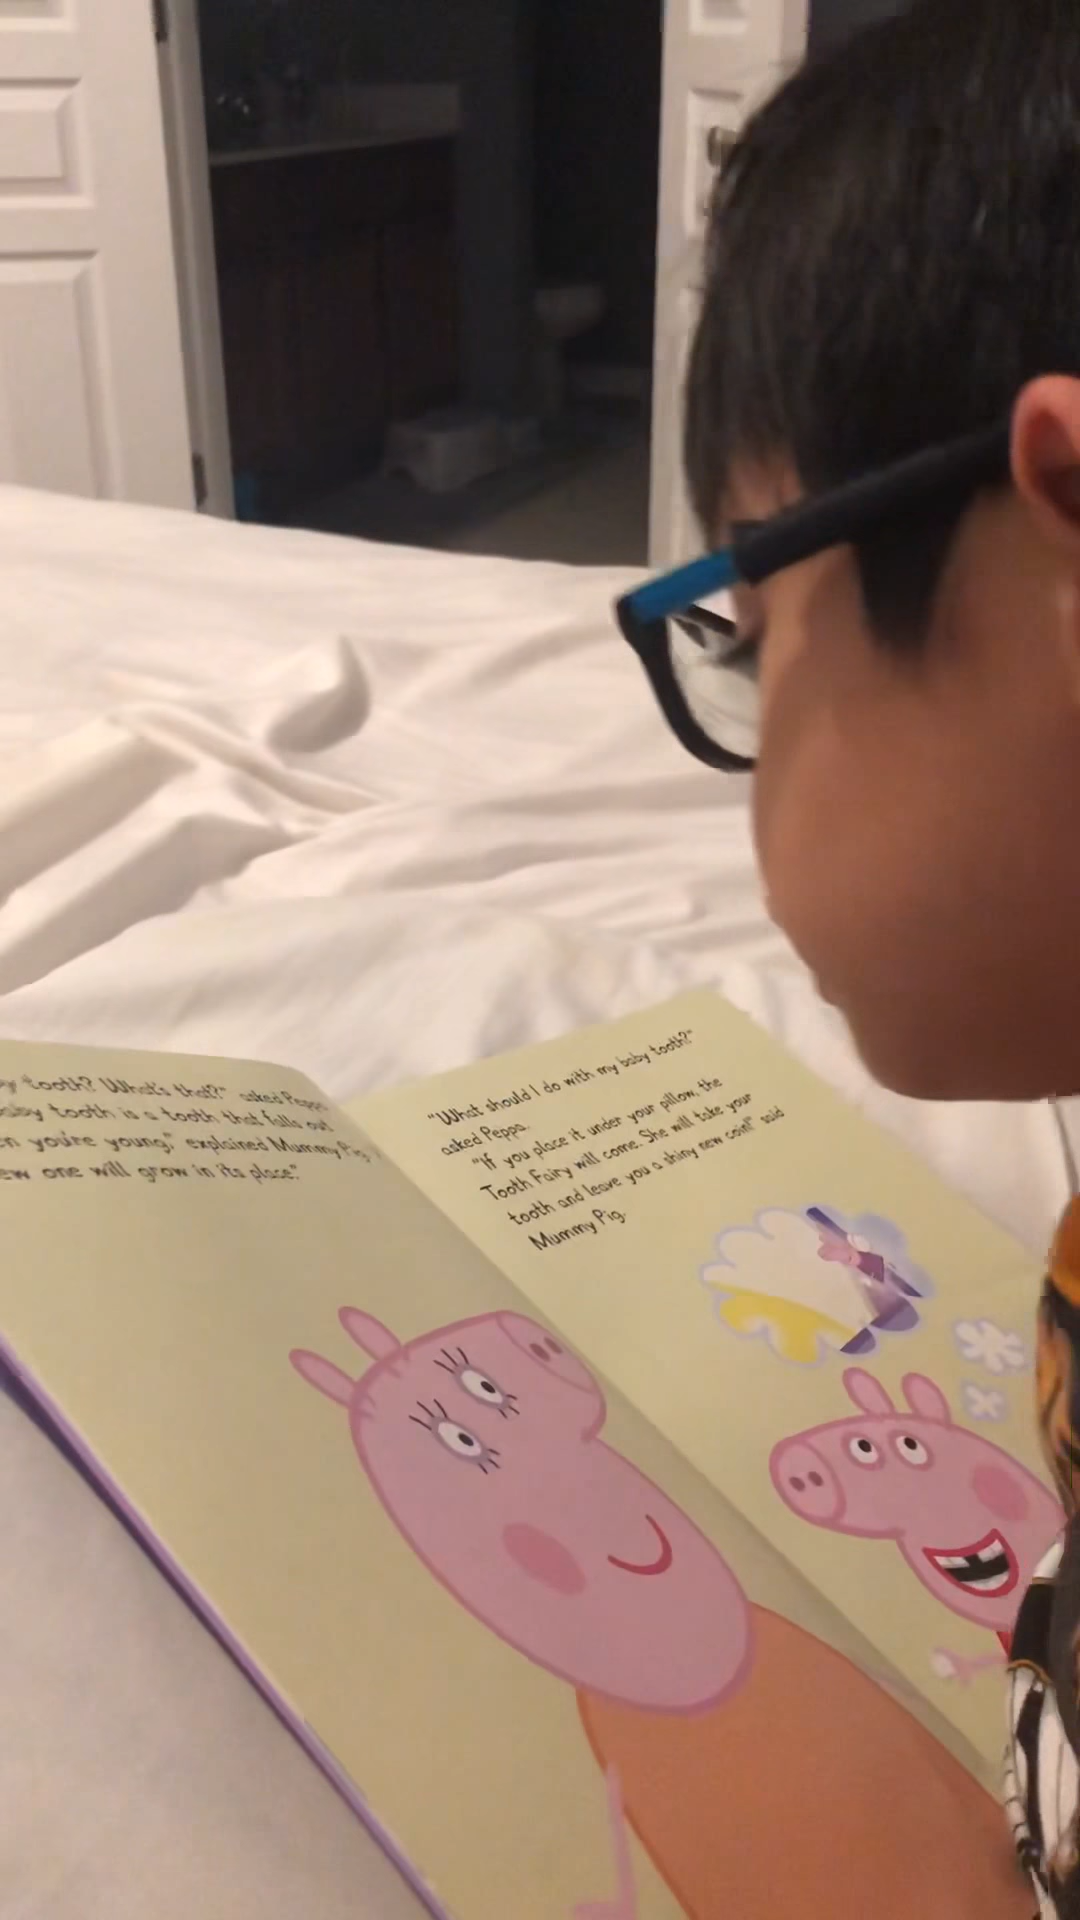 tooth? What's that?" asked Peppa.
baby tooth is a tooth that falls out
you're young," explained Mummy Pig.
one will grow in its place."
"What should I do with my baby tooth?"
asked Peppa.
"If you place it under your pillow, the
Tooth Fairy will come. She will take your
tooth and leave you a shiny new coin!" said
Mummy Pig.